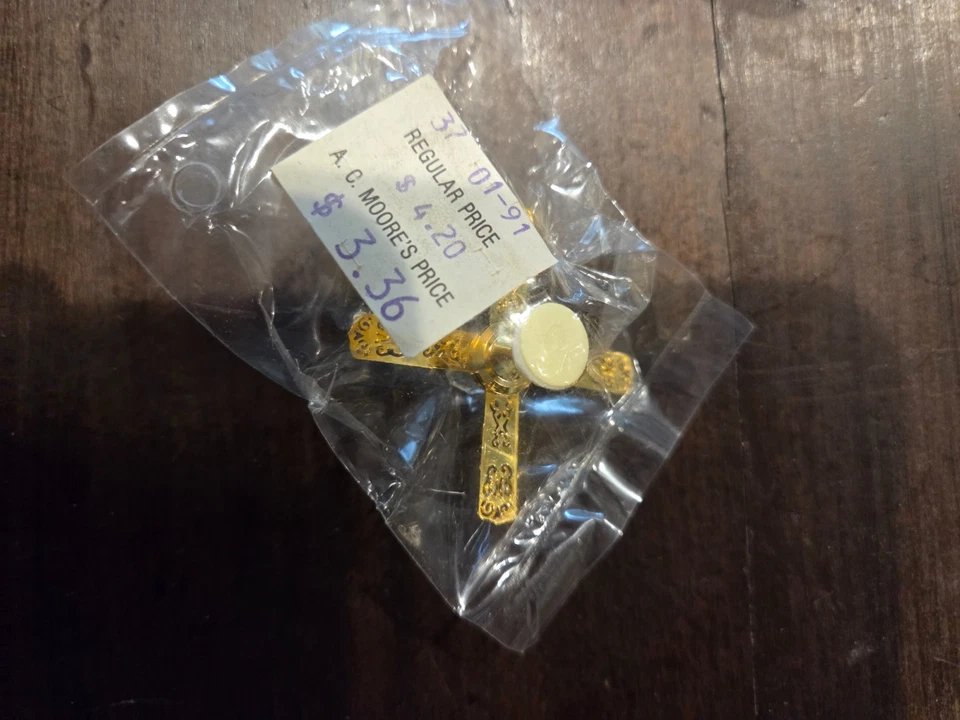 37 01-91
REGULAR PRICE
$ 4.20
A. C. MOORE'S PRICE
$ 3.36